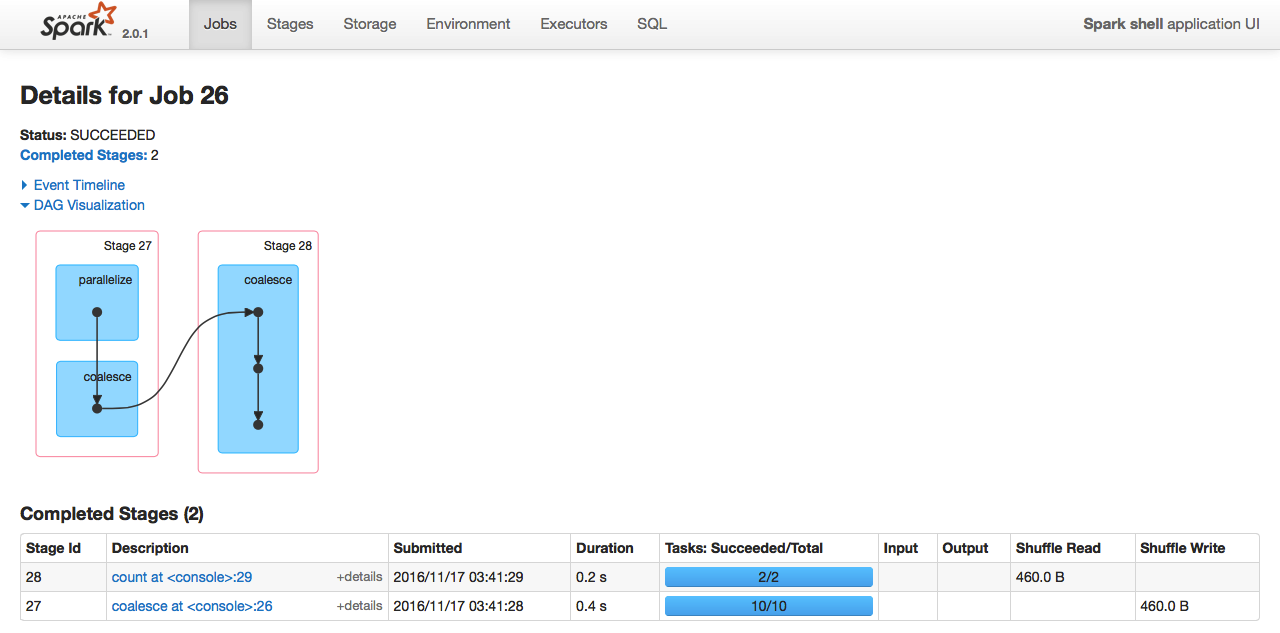 APACHE
Spark 2.0.1 Jobs Stages Storage Environment Executors SQL Spark shell application UI
Details for Job 26
Status: SUCCEEDED
Completed Stages: 2
Event Timeline
DAG Visualization
Stage 27 Stage 28
parallelize coalesce
coalesce
Completed Stages (2)
Stage Id Description Submitted Duration Tasks: Succeeded/Total Input Output Shuffle Read Shuffle Write
28 count at <console>:29 +details 2016/11/17 03:41:29 0.2 s 2/2 460.0 B
27 coalesce at <console>:26 +details 2016/11/17 03:41:28 0.4 s 10/10 460.0 B